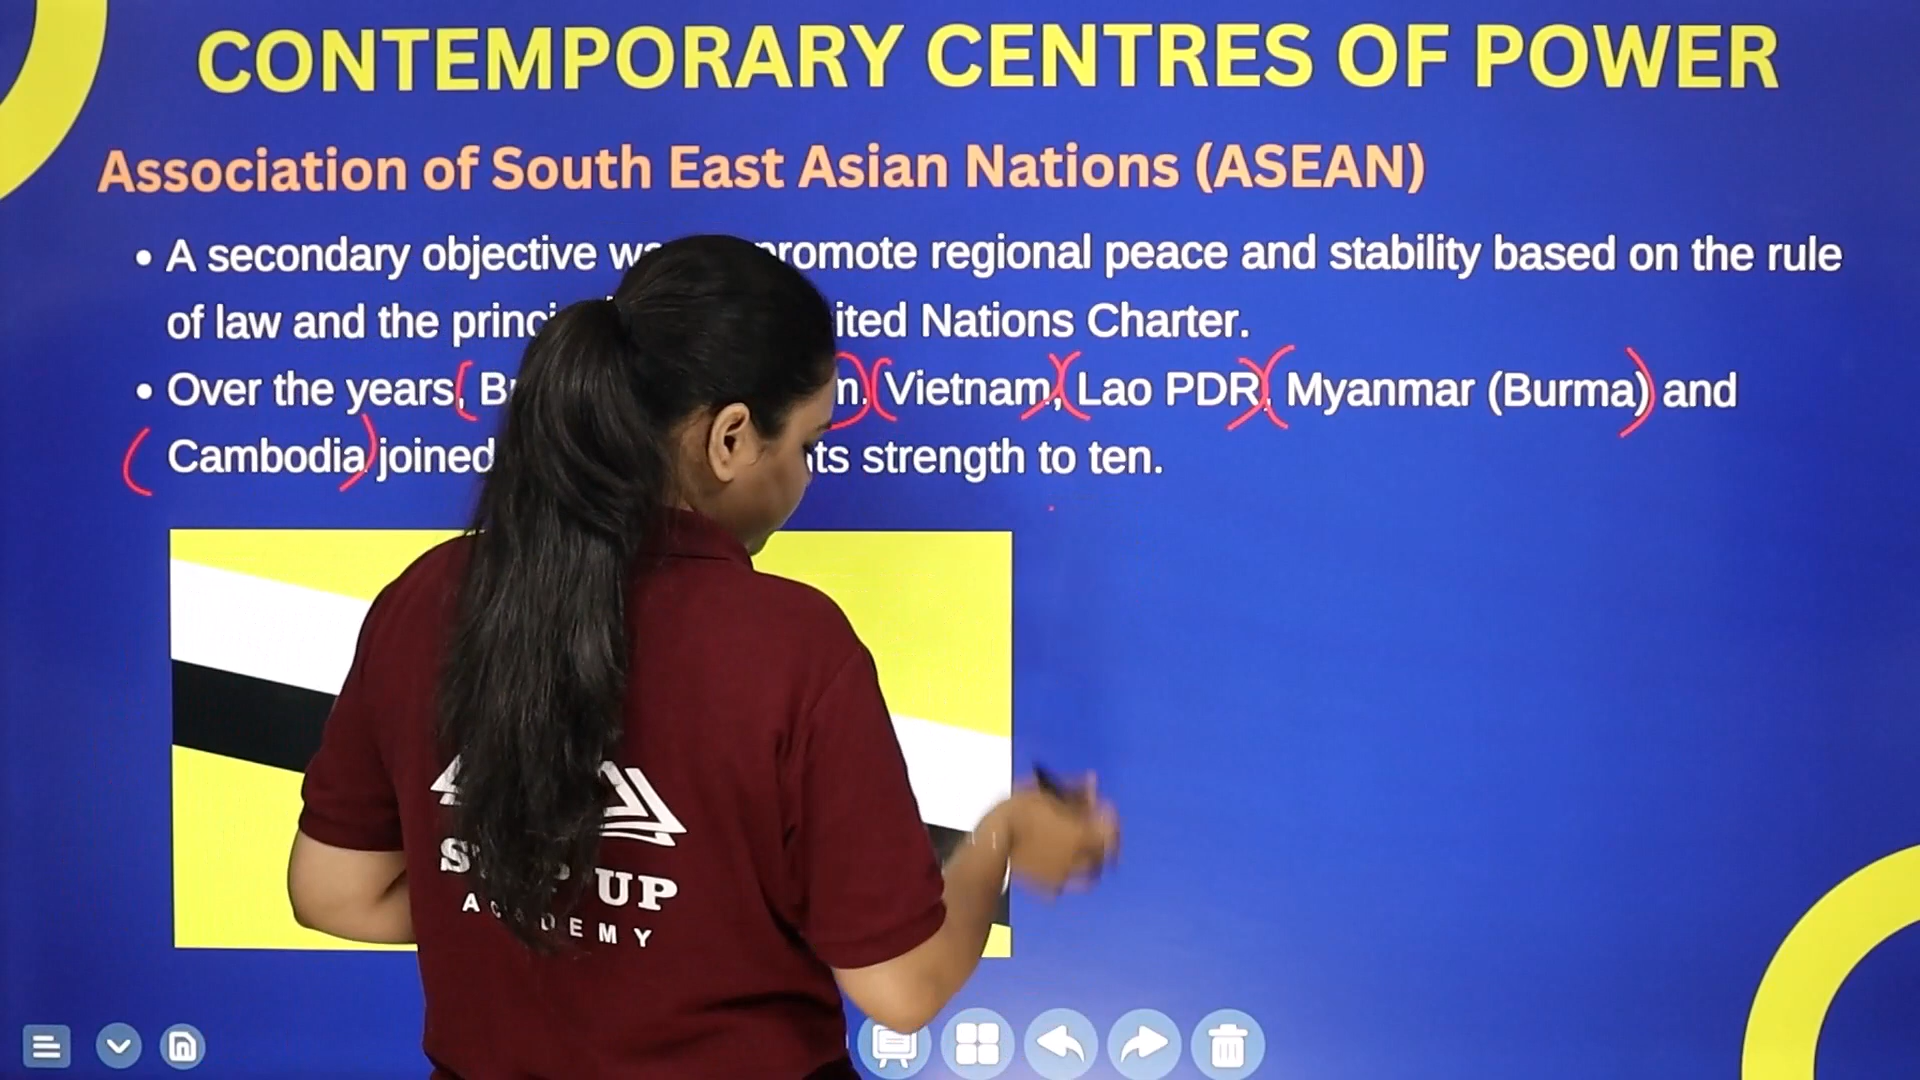 CONTEMPORARY CENTRES OF POWER
Association of South East Asian Nations (ASEAN)
• A secondary objective romote regional peace and stability based on the rule
of law and the ited Nations Charter.
• Over the years, Vietnam, Lao PDR, Myanmar (Burma) and
Cambodia joined ts strength to ten.
UP